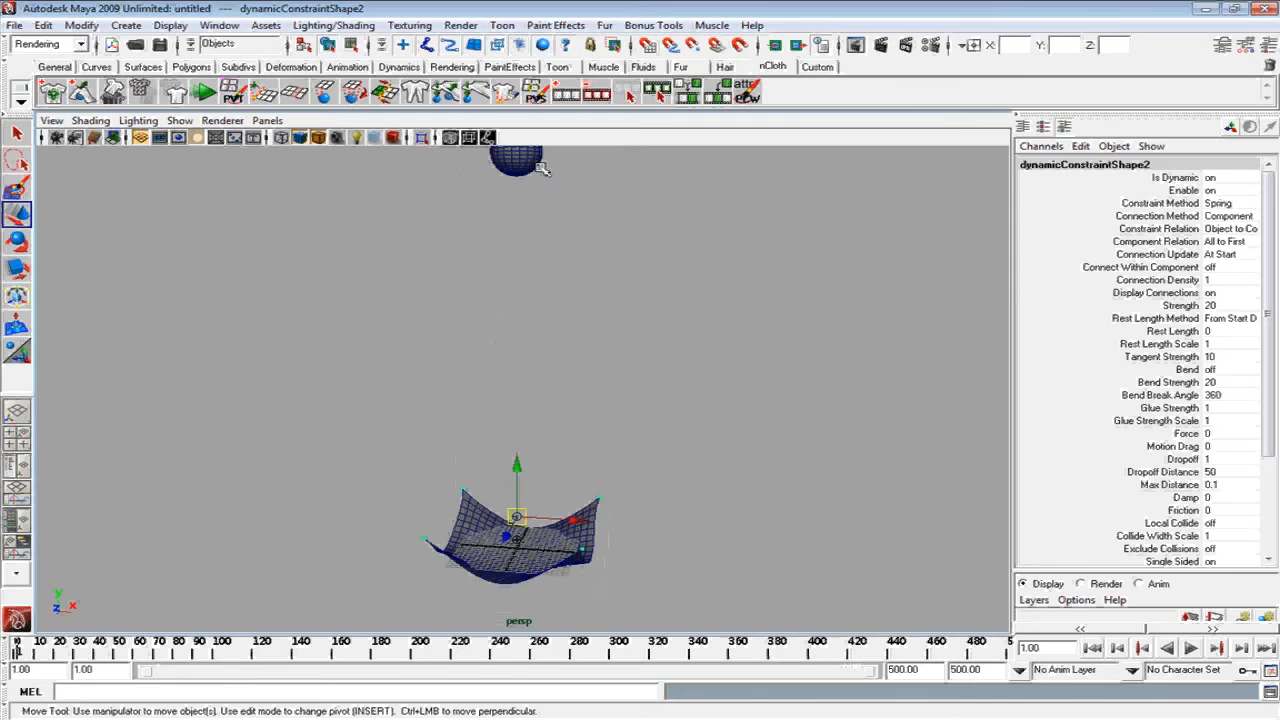 Autodesk Maya 2009 Unlimited: untitled --- dynamicConstraintShape2
File Edit Modify Create Display Window Assets Lighting/Shading Texturing Render Toon Paint Effects Fur Bonus Tools Muscle Help
Rendering Objects X: Y: Z:
General Curves Surfaces Polygons Subdivs Deformation Animation Dynamics Rendering PaintEffects Toon Muscle Fluids Fur Hair nCloth Custom
PVT PVS attr ECW
View Shading Lighting Show Renderer Panels
Channels Edit Object Show
dynamicConstraintShape2
Is Dynamic on
Enable on
Constraint Method Spring
Connection Method Component
Constraint Relation Object to Co
Component Relation All to First
Connection Update At Start
Connect Within Component off
Connection Density 1
Display Connections on
Strength 20
Rest Length Method From Start D
Rest Length 0
Rest Length Scale 1
Tangent Strength 10
Bend off
Bend Strength 20
Bend Break Angle 360
Glue Strength 1
Glue Strength Scale 1
Force 0
Motion Drag 0
Dropoff 1
Dropoff Distance 50
Max Distance 0.1
Damp 0
Friction 0
Local Collide off
Collide Width Scale 1
Exclude Collisions off
Single Sided on
Display Render Anim
Layers Options Help
y
z x
persp
10 20 30 40 50 60 70 80 90 100 120 140 160 180 200 220 240 260 280 300 320 340 360 380 400 420 440 460 480 5
1.00
1.00 1.00 500.00 500.00 No Anim Layer No Character Set
MEL
Move Tool: Use manipulator to move object(s). Use edit mode to change pivot (INSERT). Ctrl+LMB to move perpendicular.